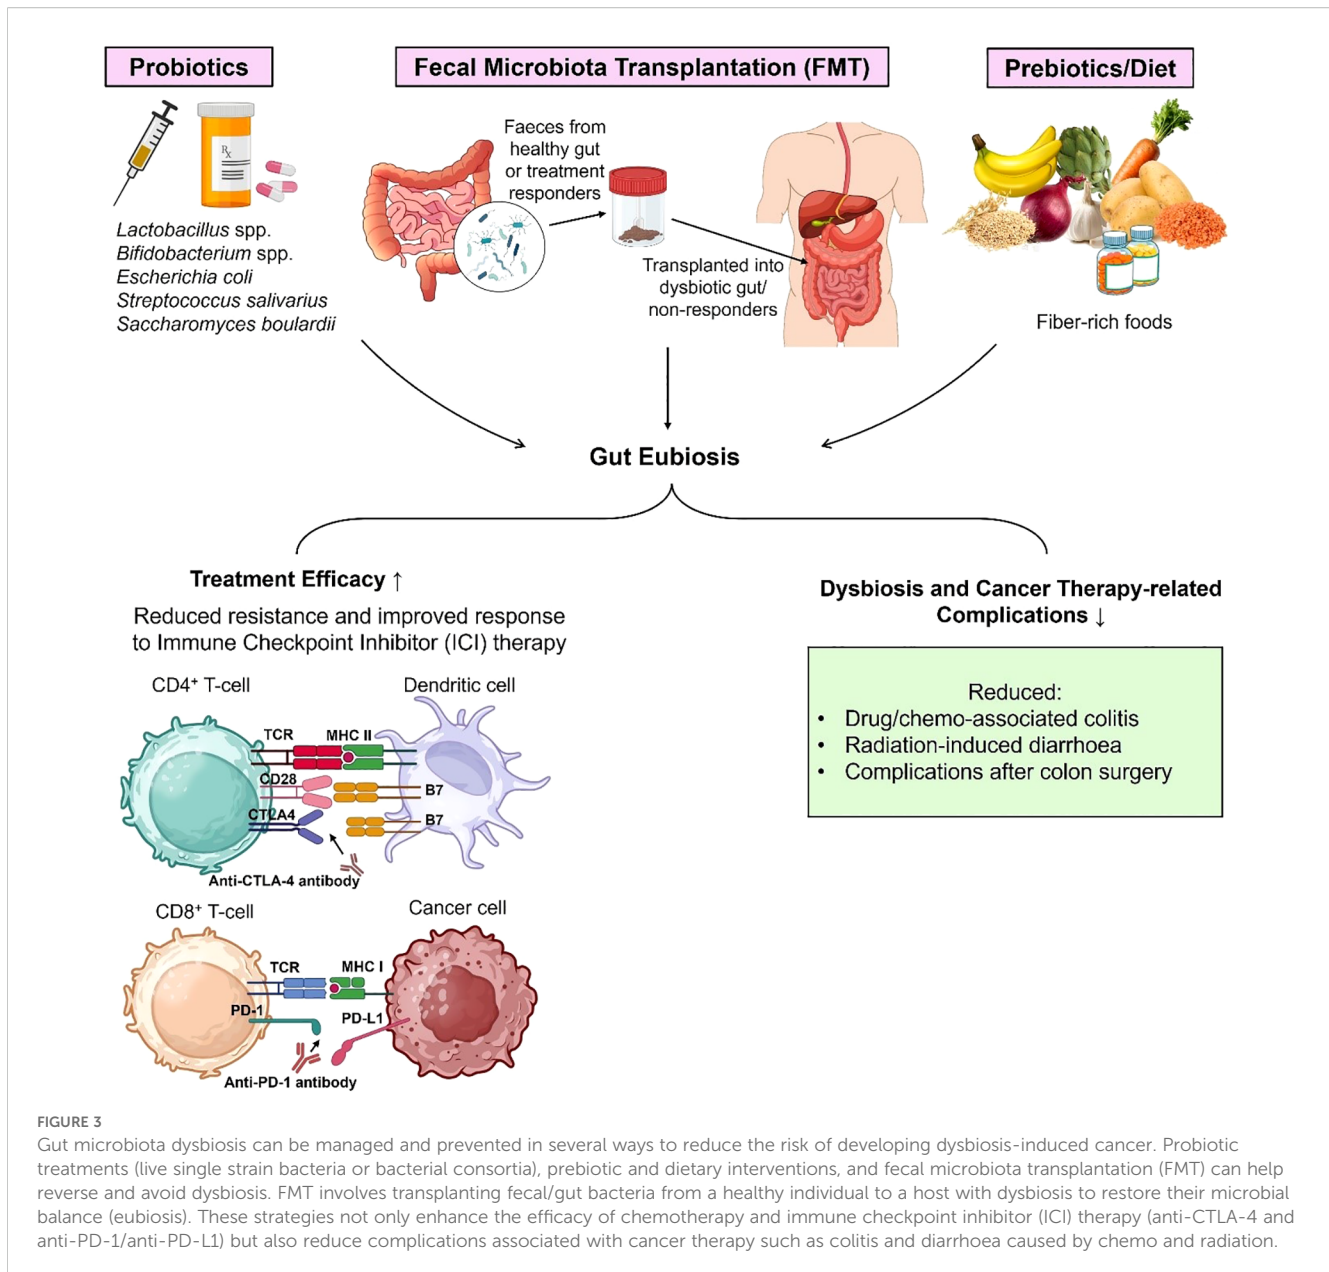 Probiotics
Fecal Microbiota Transplantation (FMT)
Prebiotics/Diet
Rx
Lactobacillus spp.
Bifidobacterium spp.
Escherichia coli
Streptococcus salivarius
Saccharomyces boulardii
Faeces from
healthy gut
or treatment
responders
Transplanted into
dysbiotic gut/
non-responders
Fiber-rich foods
Gut Eubiosis
Treatment Efficacy ↑
Reduced resistance and improved response
to Immune Checkpoint Inhibitor (ICI) therapy
CD4⁺ T-cell
Dendritic cell
TCR
MHC II
CD28
B7
CTLA4
B7
Anti-CTLA-4 antibody
CD8⁺ T-cell
Cancer cell
TCR
MHC I
PD-1
PD-L1
Anti-PD-1 antibody
Dysbiosis and Cancer Therapy-related
Complications ↓
Reduced:
• Drug/chemo-associated colitis
• Radiation-induced diarrhoea
• Complications after colon surgery
FIGURE 3
Gut microbiota dysbiosis can be managed and prevented in several ways to reduce the risk of developing dysbiosis-induced cancer. Probiotic
treatments (live single strain bacteria or bacterial consortia), prebiotic and dietary interventions, and fecal microbiota transplantation (FMT) can help
reverse and avoid dysbiosis. FMT involves transplanting fecal/gut bacteria from a healthy individual to a host with dysbiosis to restore their microbial
balance (eubiosis). These strategies not only enhance the efficacy of chemotherapy and immune checkpoint inhibitor (ICI) therapy (anti-CTLA-4 and
anti-PD-1/anti-PD-L1) but also reduce complications associated with cancer therapy such as colitis and diarrhoea caused by chemo and radiation.